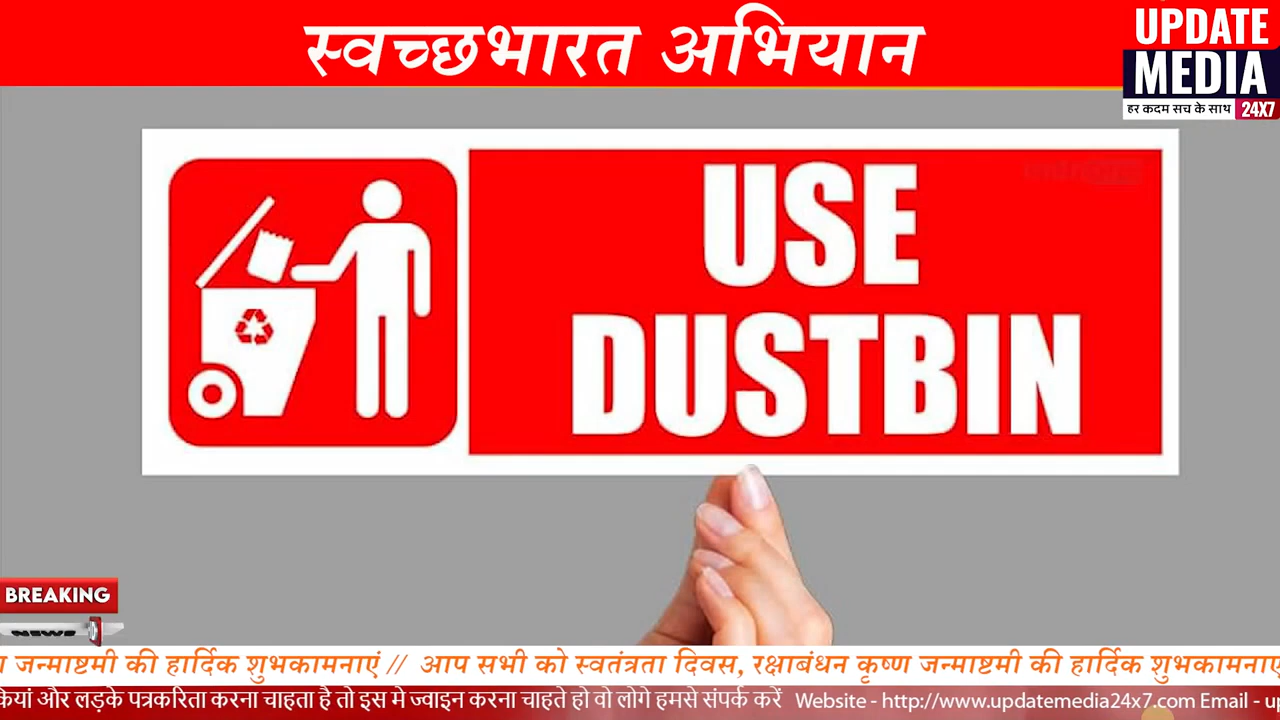 स्वच्छभारत अभियान
UPDATE
MEDIA
हर कदम सच के साथ 24X7
USE
DUSTBIN
BREAKING
NEWS
जन्माष्टमी की हार्दिक शुभकामनाएं // आप सभी को स्वतंत्रता दिवस, रक्षाबंधन कृष्ण जन्माष्टमी की हार्दिक शुभकामनाएं
और लड़के पत्रकरिता करना चाहता है तो इस मे ज्वाइन करना चाहते हो वो लोगे हमसे संपर्क करें Website - http://www.updatemedia24x7.com Email -